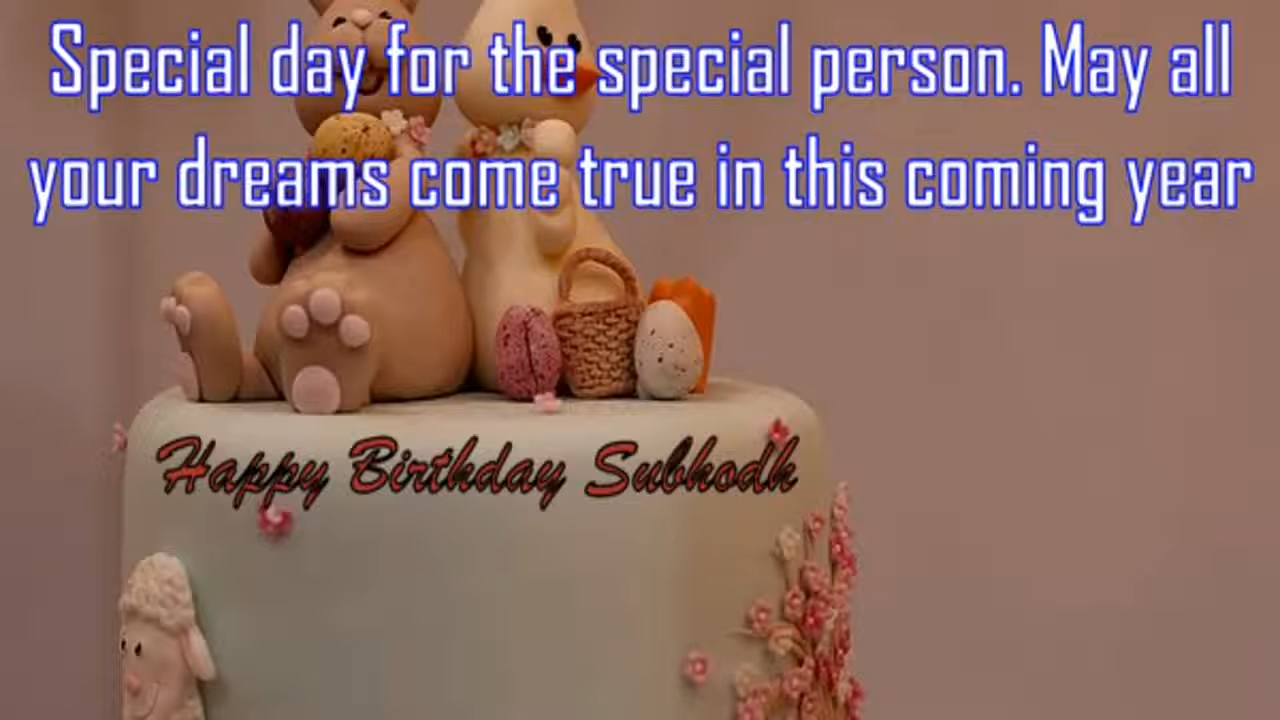 Special day for the special person. May all
your dreams come true in this coming year
Happy Birthday Subhodh